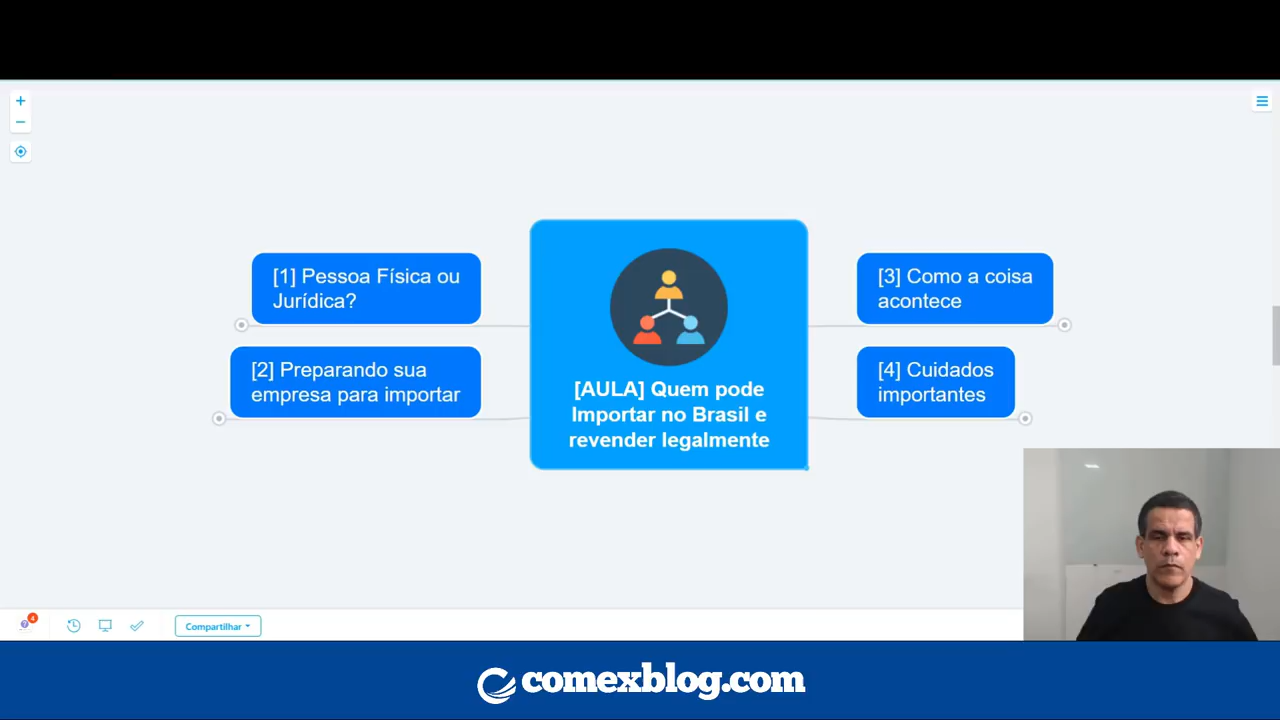 [1] Pessoa Física ou
Jurídica?
[2] Preparando sua
empresa para importar
[AULA] Quem pode
Importar no Brasil e
revender legalmente
[3] Como a coisa
acontece
[4] Cuidados
importantes
4
Compartilhar
comexblog.com